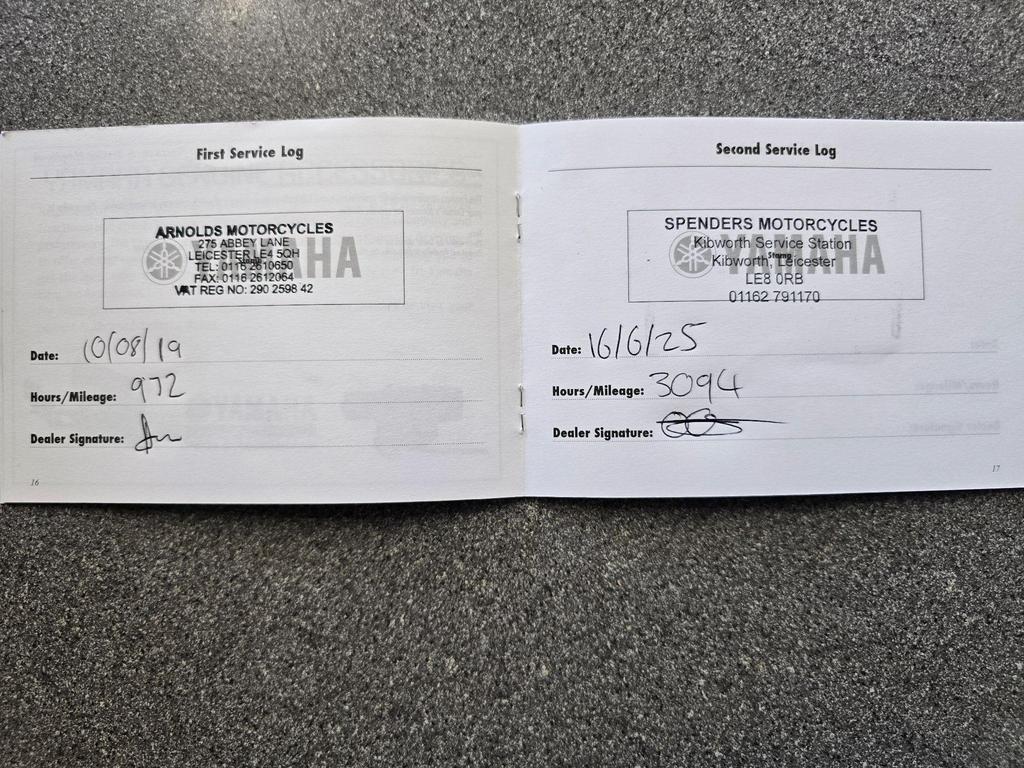 First Service Log
ARNOLDS MOTORCYCLES
275 ABBEY LANE
LEICESTER LE4 5QH
Stamp
TEL: 0116 2610650
FAX: 0116 2612064
VAT REG NO: 290 2598 42
YAMAHA
Date: 10/08/19
Hours/Mileage: 972
Dealer Signature:
16
Second Service Log
SPENDERS MOTORCYCLES
Kibworth Service Station
Stamp
Kibworth, Leicester
LE8 0RB
01162 791170
YAMAHA
Date: 16/6/25
Hours/Mileage: 3094
Dealer Signature:
17